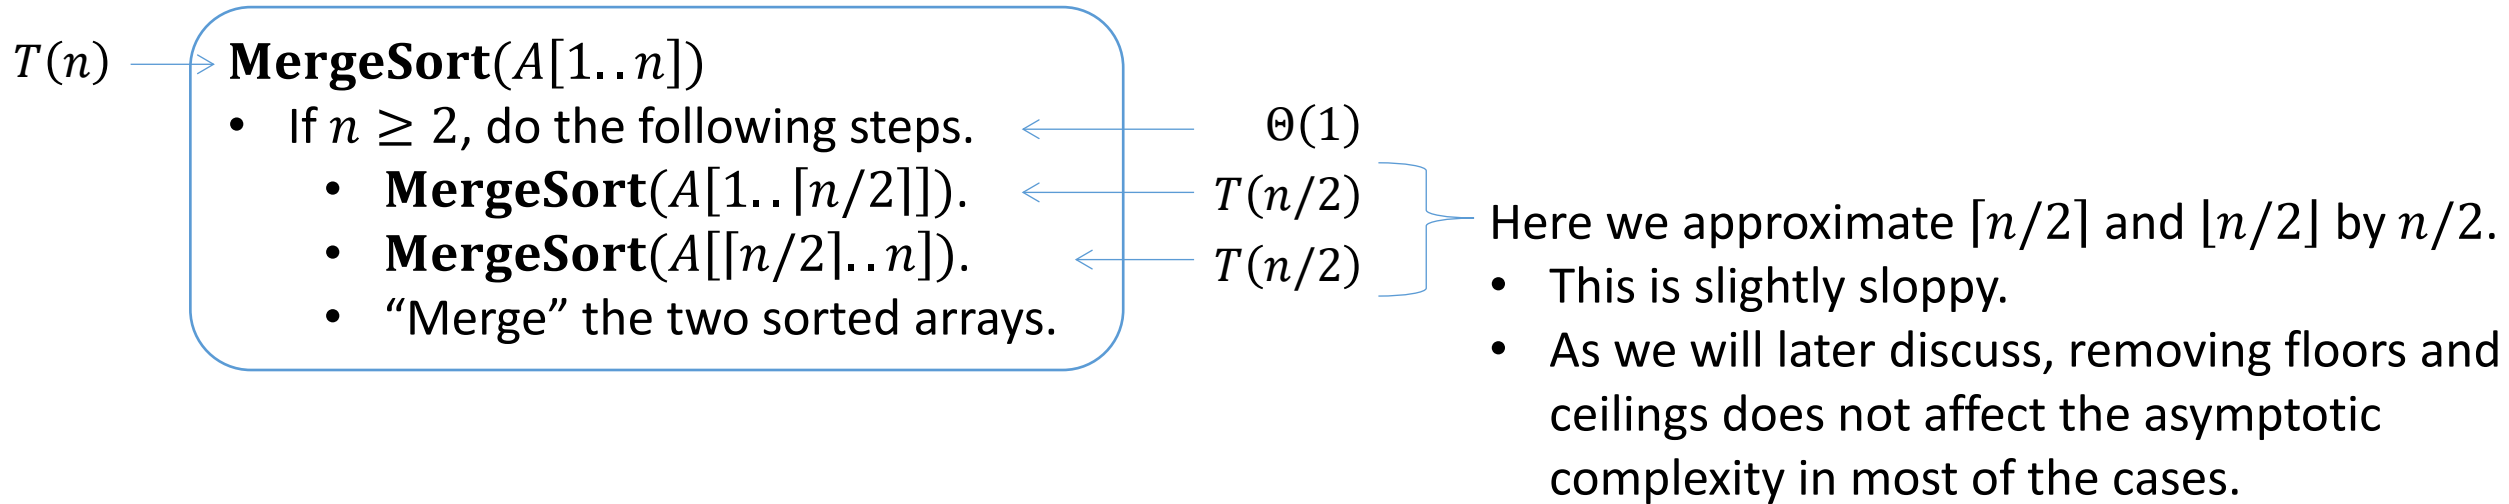 T(n)
MergeSort(A[1..n])
• If n ≥ 2, do the following steps.
• MergeSort(A[1..⌈n/2⌉]).
• MergeSort(A[⌈n/2⌉..n]).
• “Merge” the two sorted arrays.
Θ(1)
T(n/2)
T(n/2)
Here we approximate ⌈n/2⌉ and ⌊n/2⌋ by n/2.
• This is slightly sloppy.
• As we will later discuss, removing floors and
ceilings does not affect the asymptotic
complexity in most of the cases.